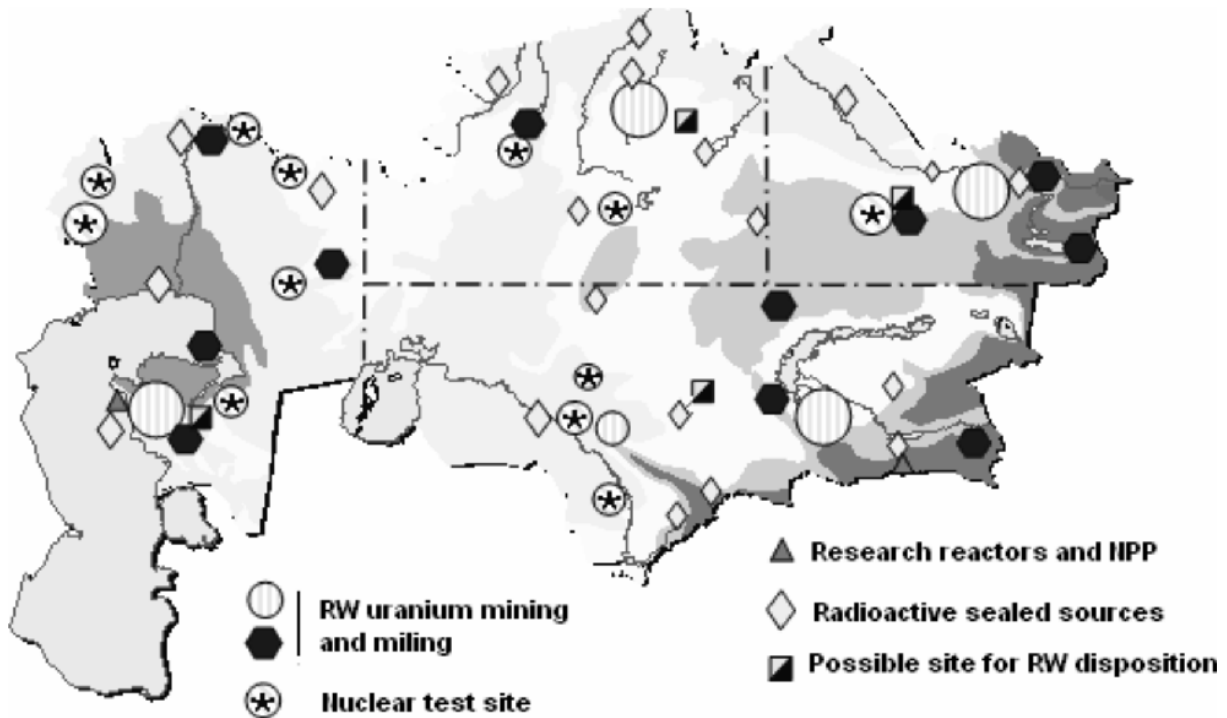 RW uranium mining
and miling
Nuclear test site
Research reactors and NPP
Radioactive sealed sources
Possible site for RW disposition